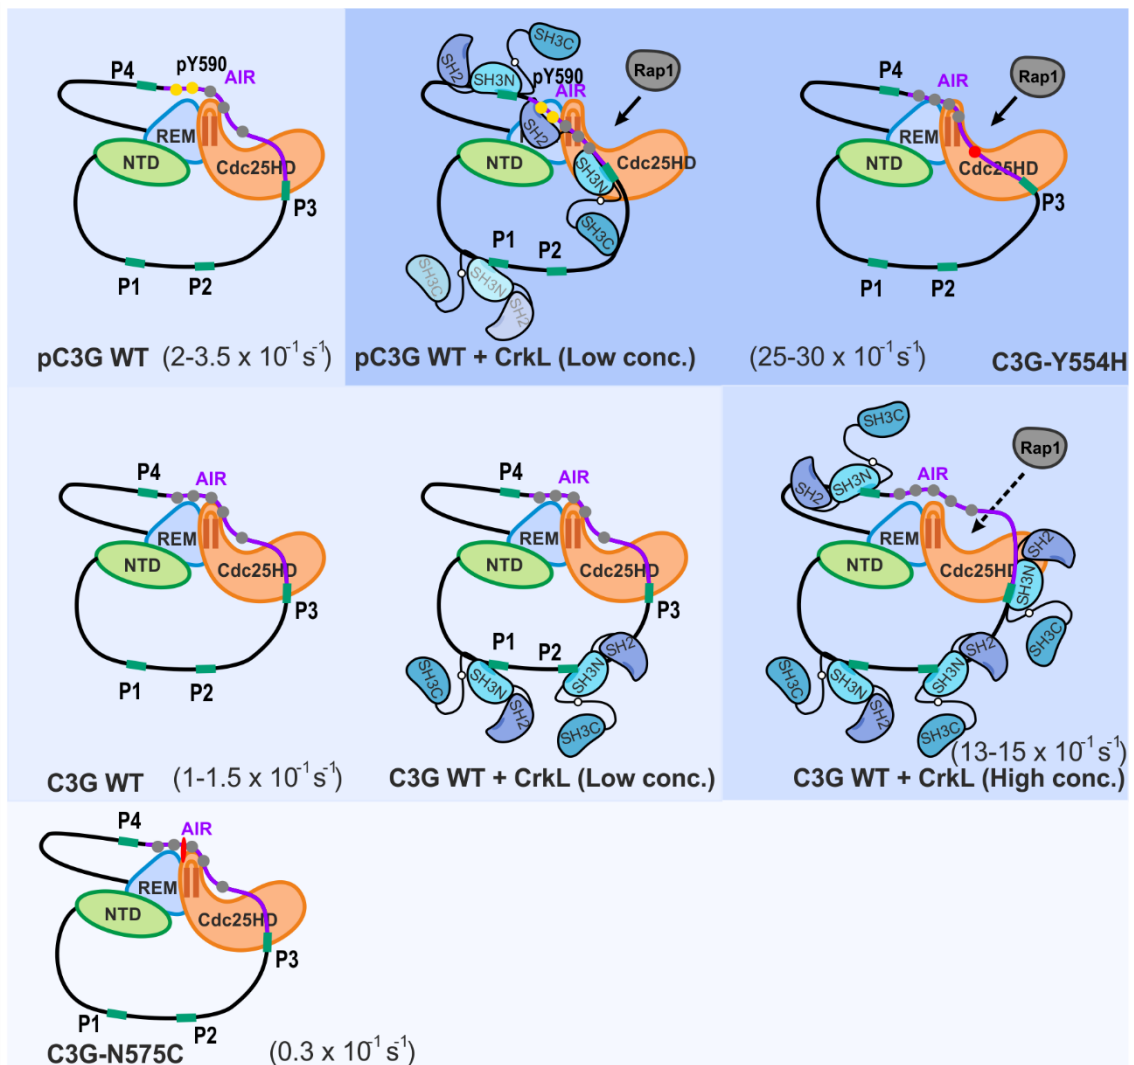 P4
pY590
AIR
REM
NTD
Cdc25HD
P3
P1
P2
pC3G WT (2-3.5 x 10⁻¹ s⁻¹)
SH3C
SH2
SH3N
pY590
AIR
Rap1
SH2
NTD
Cdc25HD
SH3N
SH3C
P1
P2
SH3C
SH3N
SH2
pC3G WT + CrkL (Low conc.)
P4
AIR
Rap1
REM
NTD
Cdc25HD
P3
P1
P2
(25-30 x 10⁻¹ s⁻¹)
C3G-Y554H
P4
AIR
REM
NTD
Cdc25HD
P3
P1
P2
C3G WT (1-1.5 x 10⁻¹ s⁻¹)
P4
AIR
REM
NTD
Cdc25HD
P3
P1
P2
SH2
SH3C
SH3N
SH3N
SH2
SH3C
C3G WT + CrkL (Low conc.)
SH3C
Rap1
SH2
SH3N
AIR
REM
NTD
Cdc25HD
SH2
SH3N
SH3C
SH2
SH3C
SH3N
SH3N
SH2
SH3C
(13-15 x 10⁻¹ s⁻¹)
C3G WT + CrkL (High conc.)
P4
AIR
REM
NTD
Cdc25HD
P3
P1
P2
C3G-N575C (0.3 x 10⁻¹ s⁻¹)